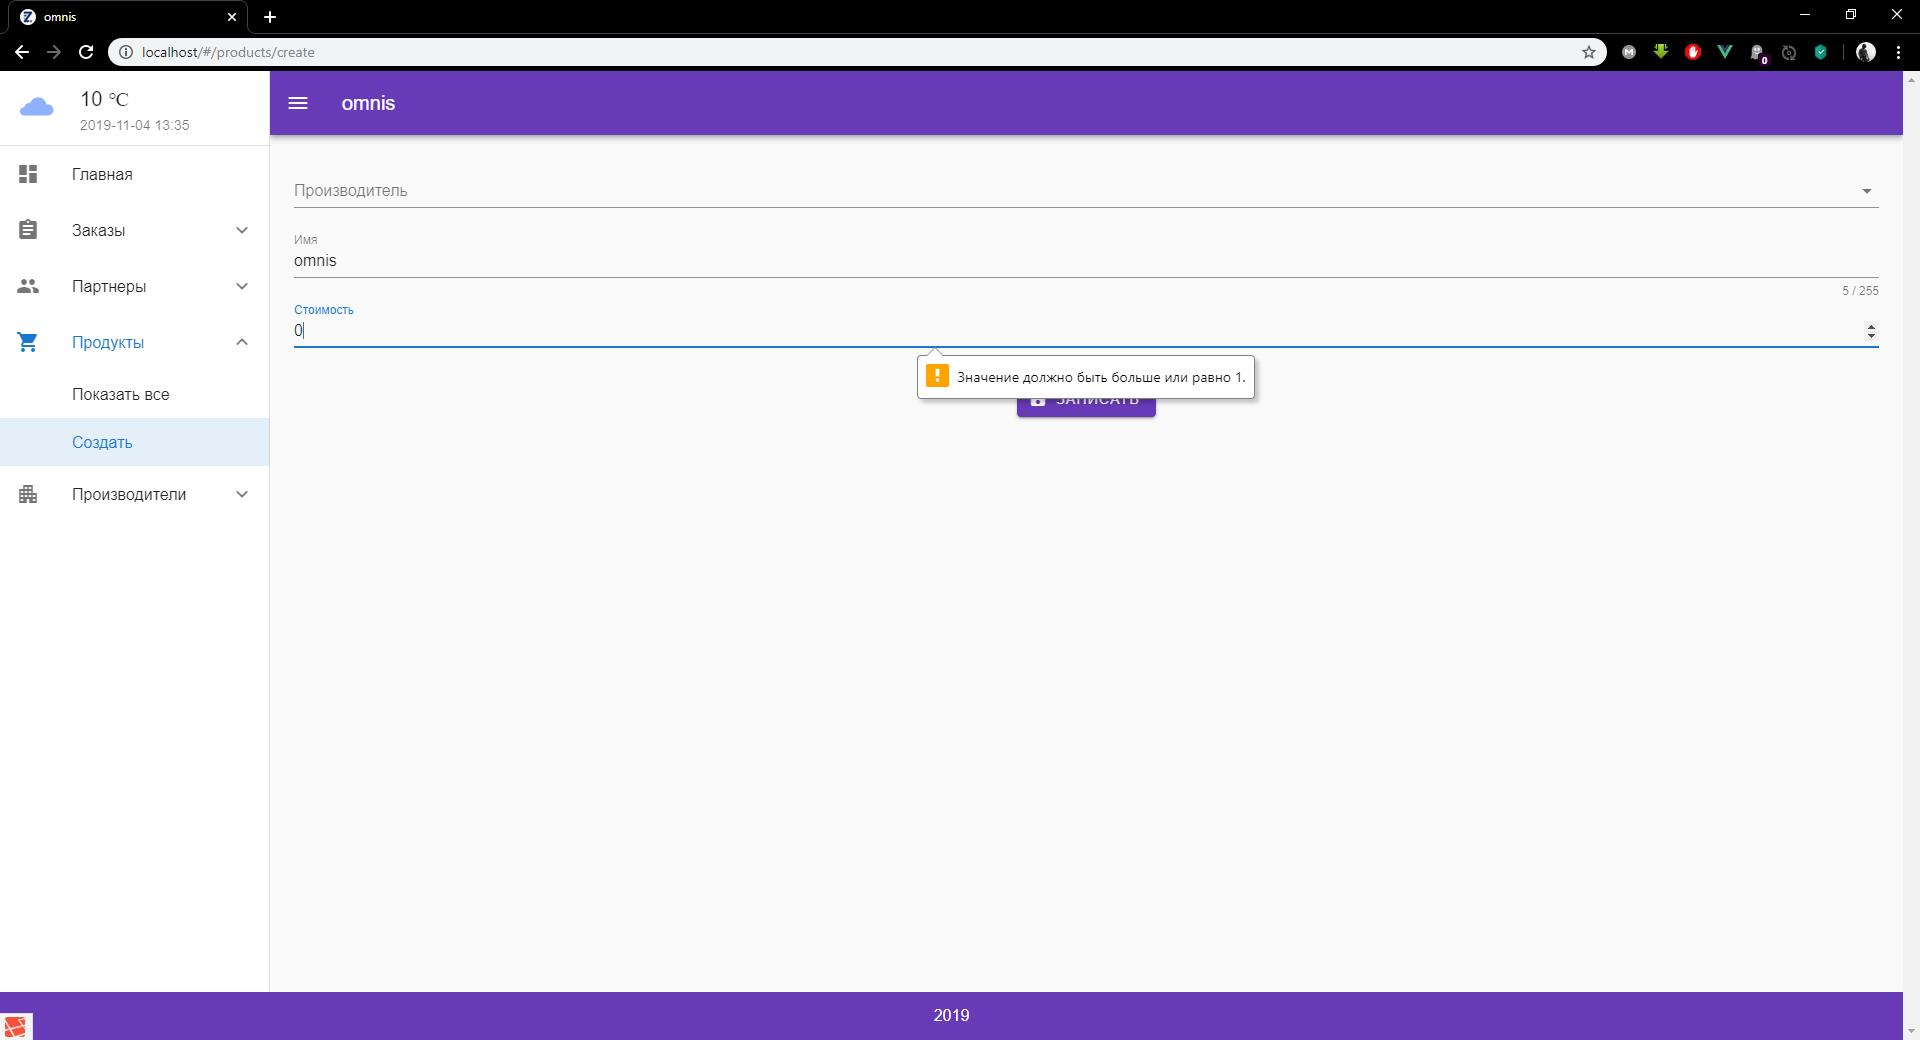 omnis
localhost/#/products/create
0
10 °C
2019-11-04 13:35
omnis
Главная
Заказы
Партнеры
Продукты
Показать все
Создать
Производители
Производитель
Имя
omnis
5 / 255
Стоимость
0
Значение должно быть больше или равно 1.
ЗАПИСАТЬ
2019